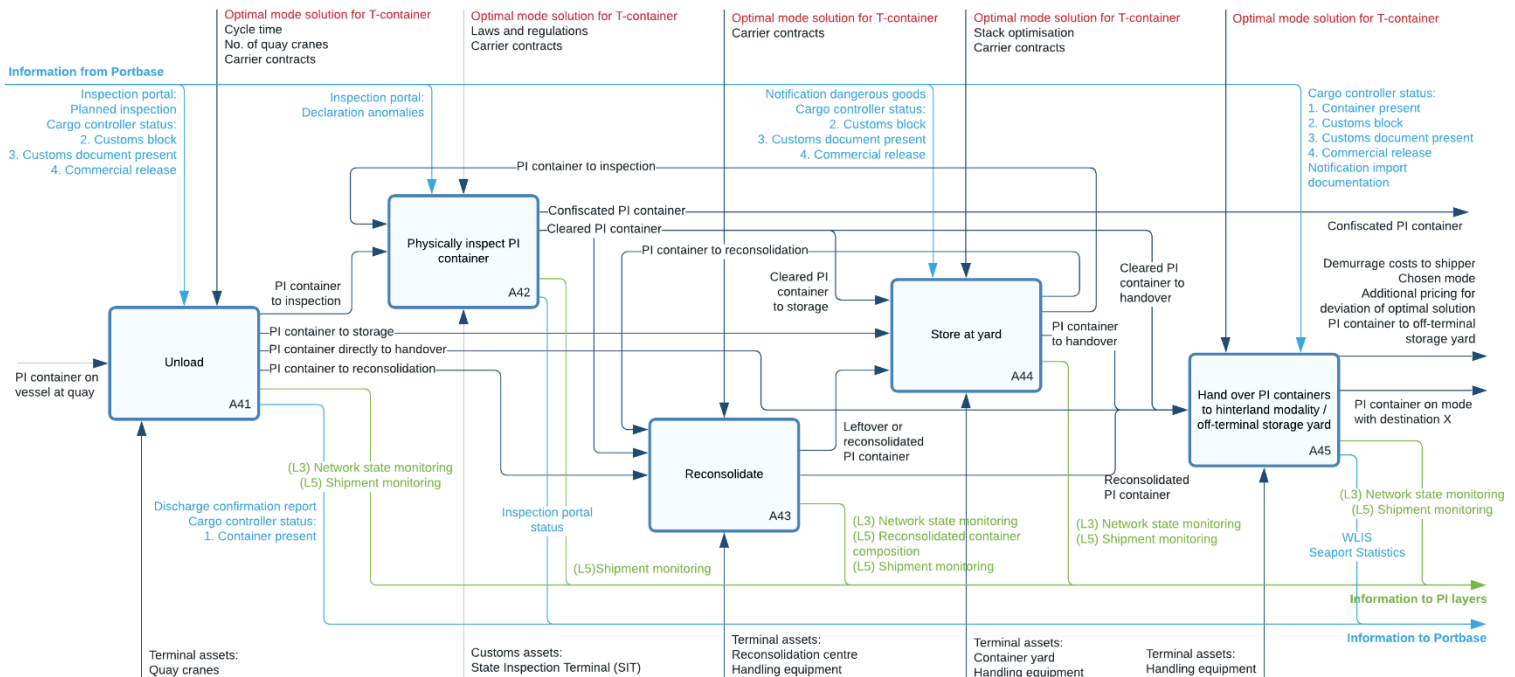 Optimal mode solution for T-container
Cycle time
No. of quay cranes
Carrier contracts
Optimal mode solution for T-container
Laws and regulations
Carrier contracts
Optimal mode solution for T-container
Carrier contracts
Optimal mode solution for T-container
Stack optimisation
Carrier contracts
Optimal mode solution for T-container
Information from Portbase
Inspection portal:
Planned inspection
Cargo controller status:
2. Customs block
3. Customs document present
4. Commercial release
Inspection portal:
Declaration anomalies
Notification dangerous goods
Cargo controller status:
2. Customs block
3. Customs document present
4. Commercial release
Cargo controller status:
1. Container present
2. Customs block
3. Customs document present
4. Commercial release
Notification import
documentation
PI container to inspection
Confiscated PI container
Cleared PI container
Confiscated PI container
Physically inspect PI
container
A42
PI container to reconsolidation
Cleared PI
container
to storage
Cleared PI
container to
handover
Demurrage costs to shipper
Chosen mode
Additional pricing for
deviation of optimal solution
PI container to off-terminal
storage yard
PI container
to inspection
PI container to storage
PI container directly to handover
PI container to reconsolidation
Unload
A41
PI container on
vessel at quay
Store at yard
A44
PI container
to handover
Hand over PI containers
to hinterland modality /
off-terminal storage yard
A45
PI container on mode
with destination X
Leftover or
reconsolidated
PI container
Reconsolidate
A43
Reconsolidated
PI container
(L3) Network state monitoring
(L5) Shipment monitoring
Discharge confirmation report
Cargo controller status:
1. Container present
Inspection portal
status
(L5)Shipment monitoring
(L3) Network state monitoring
(L5) Reconsolidated container
composition
(L5) Shipment monitoring
(L3) Network state monitoring
(L5) Shipment monitoring
(L3) Network state monitoring
(L5) Shipment monitoring
WLIS
Seaport Statistics
Information to PI layers
Information to Portbase
Terminal assets:
Quay cranes
Customs assets:
State Inspection Terminal (SIT)
Terminal assets:
Reconsolidation centre
Handling equipment
Terminal assets:
Container yard
Handling equipment
Terminal assets:
Handling equipment